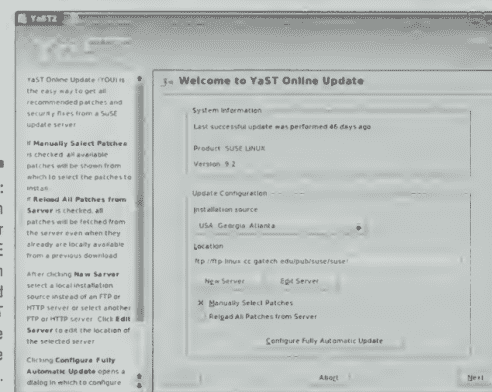 YaST2
YaST
YaST Online Update (YOU) is
the easy way to get all
recommended patches and
security fixes from a SuSE
update server
If Manually Select Patches
is checked, all available
patches will be shown from
which to select the patches to
install.
If Reload All Patches from
Server is checked, all
patches will be fetched from
the server even when they
already are locally available
from a previous download
After clicking New Server
select a local installation
source instead of an FTP or
HTTP server or select another
FTP or HTTP server. Click Edit
Server to edit the location of
the selected server
Clicking Configure Fully
Automatic Update opens a
dialog in which to configure
Welcome to YaST Online Update
System Information
Last successful update was performed 46 days ago
Product: SUSE LINUX
Version: 9.2
Update Configuration
Installation source
USA Georgia Atlanta
Location
ftp://ftp.linux.cc.gatech.edu/pub/suse/suse/
New Server
Edit Server
Manually Select Patches
Reload All Patches from Server
Configure Fully Automatic Update
Abort
Next